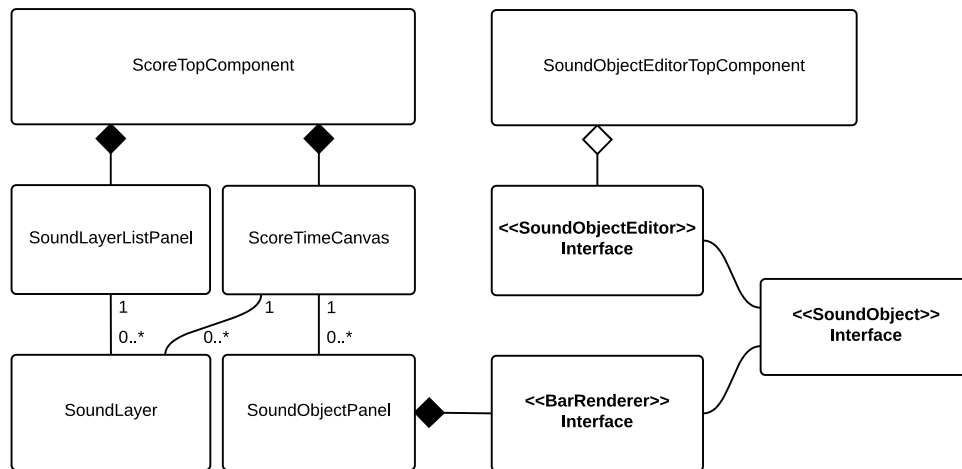 ScoreTopComponent
SoundObjectEditorTopComponent
SoundLayerListPanel
ScoreTimeCanvas
<<SoundObjectEditor>>
Interface
1
1
1
0..*
0..*
0..*
<<SoundObject>>
Interface
SoundLayer
SoundObjectPanel
<<BarRenderer>>
Interface